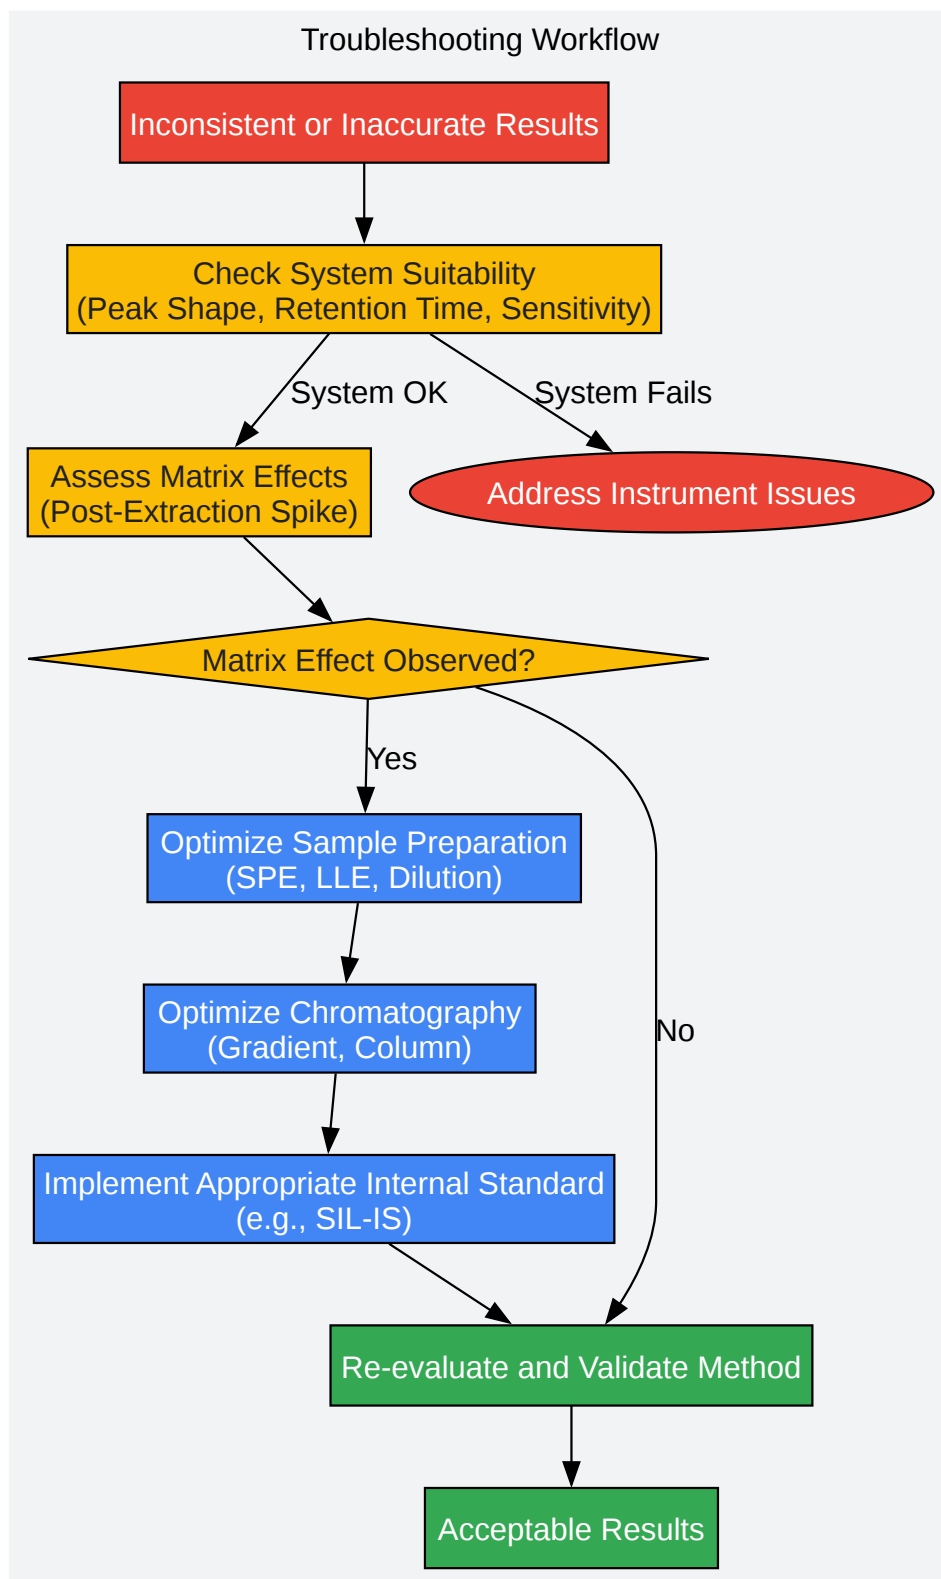 Troubleshooting Workflow
Inconsistent or Inaccurate Results
Check System Suitability
(Peak Shape, Retention Time, Sensitivity)
System OK
System Fails
Assess Matrix Effects
(Post-Extraction Spike)
Address Instrument Issues
Matrix Effect Observed?
Yes
Optimize Sample Preparation
(SPE, LLE, Dilution)
Optimize Chromatography
(Gradient, Column)
No
Implement Appropriate Internal Standard
(e.g., SIL-IS)
Re-evaluate and Validate Method
Acceptable Results